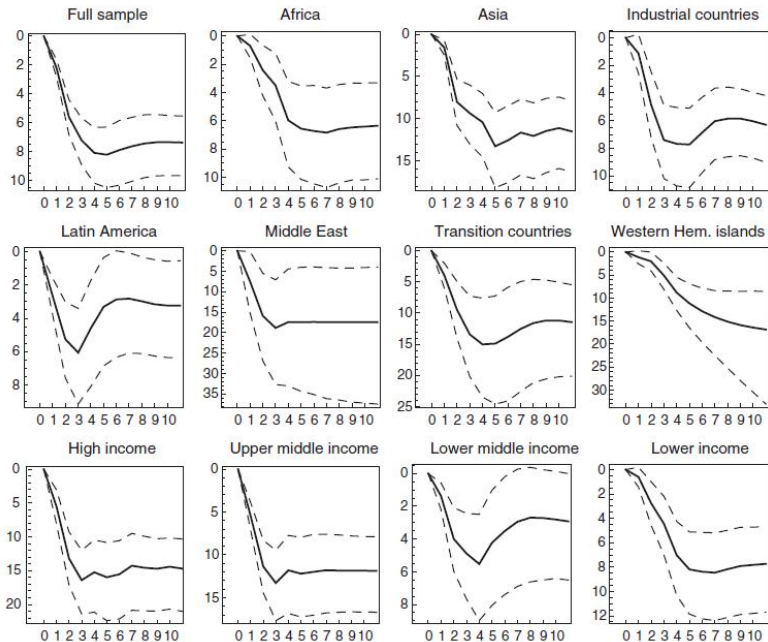 Full sample
0
2
4
6
8
10
0 1 2 3 4 5 6 7 8 9 10
Africa
0
2
4
6
8
10
0 1 2 3 4 5 6 7 8 9 10
Asia
0
5
10
15
0 1 2 3 4 5 6 7 8 9 10
Industrial countries
0
2
4
6
8
10
0 1 2 3 4 5 6 7 8 9 10
Latin America
0
2
4
6
8
0 1 2 3 4 5 6 7 8 9 10
Middle East
0
5
10
15
20
25
30
35
0 1 2 3 4 5 6 7 8 9 10
Transition countries
0
5
10
15
20
25
0 1 2 3 4 5 6 7 8 9 10
Western Hem. islands
0
5
10
15
20
25
30
0 1 2 3 4 5 6 7 8 9 10
High income
0
5
10
15
20
0 1 2 3 4 5 6 7 8 9 10
Upper middle income
0
5
10
15
0 1 2 3 4 5 6 7 8 9 10
Lower middle income
0
2
4
6
8
0 1 2 3 4 5 6 7 8 9 10
Lower income
0
2
4
6
8
10
12
0 1 2 3 4 5 6 7 8 9 10